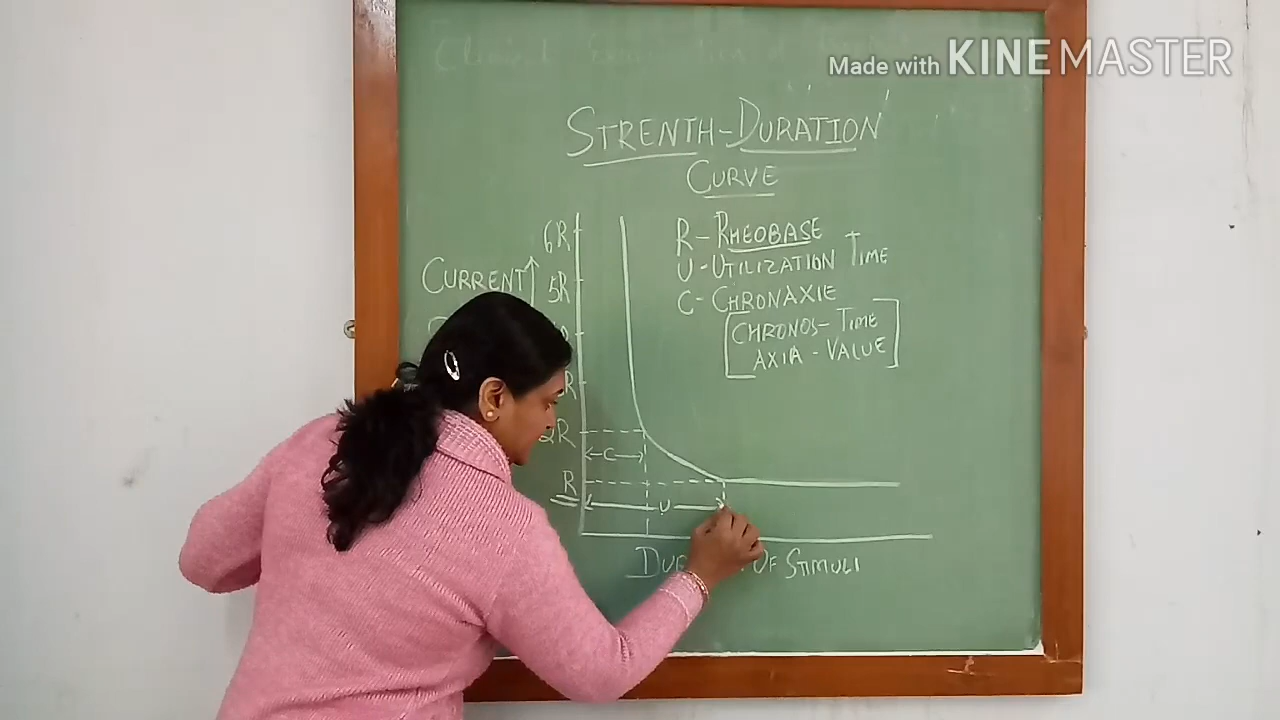 Made with KINEMASTER
STRENTH-DURATION
CURVE
6R
R - RHEOBASE
U - UTILIZATION TIME
CURRENT
5R
C - CHRONAXIE
[CHRONOS - TIME
AXIA - VALUE]
R
2R
C
R
U
OF STIMULI